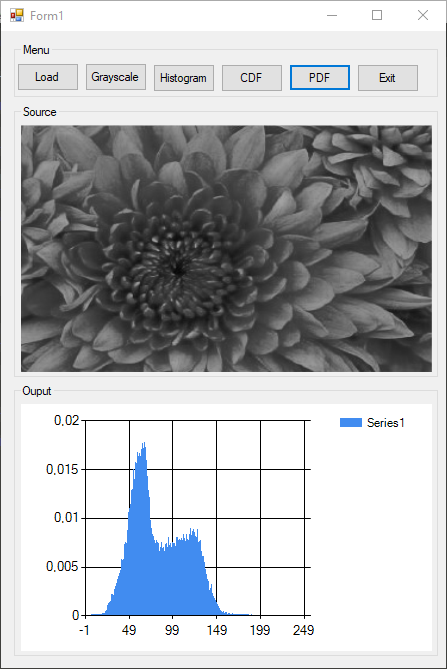 Form1
Menu
Load Grayscale Histogram CDF PDF Exit
Source
Ouput
Series1
0,02
0,015
0,01
0,005
0
-1 49 99 149 199 249